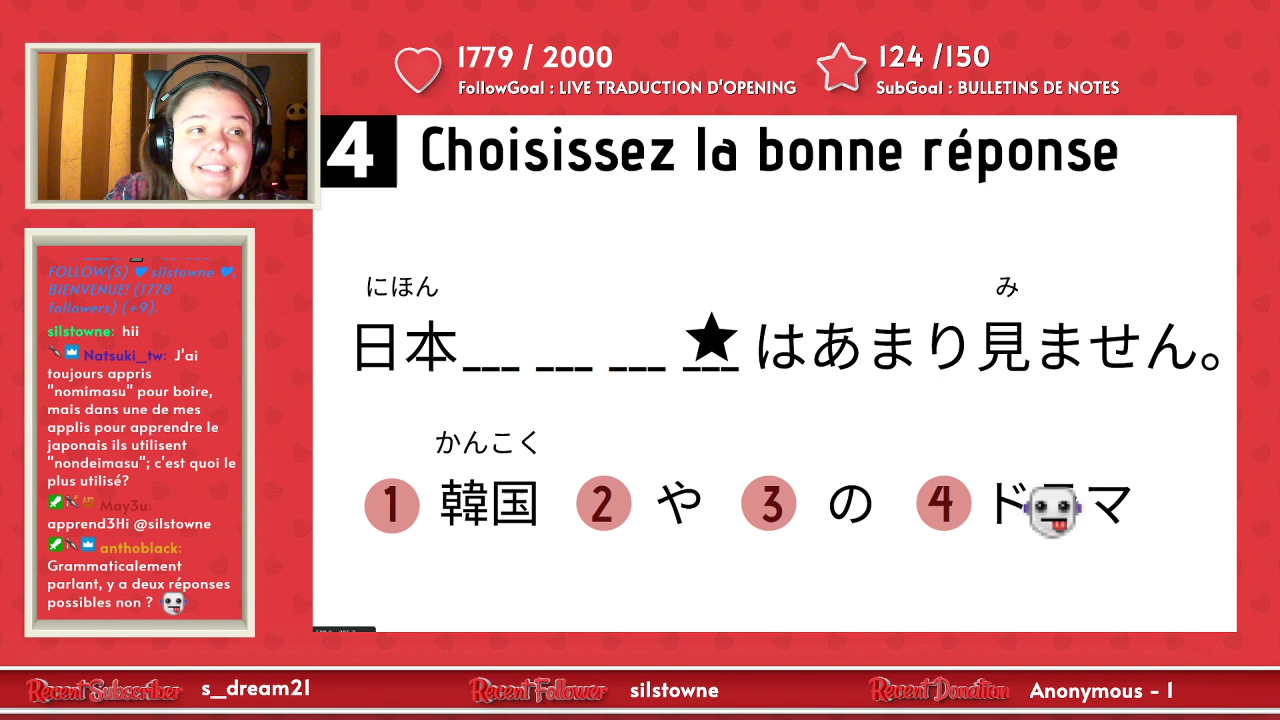 1779 / 2000
FollowGoal : LIVE TRADUCTION D'OPENING
124 /150
SubGoal : BULLETINS DE NOTES
4 Choisissez la bonne réponse
にほん み
日本___ ___ ___ ___ はあまり見ません。
かんこく
1 韓国 2 や 3 の 4 ドラマ
FOLLOW(S) silstowne ,
BIENVENUE! (1778
followers) (+9).
silstowne: hii
Natsuki_tw: J'ai
toujours appris
"nomimasu" pour boire,
mais dans une de mes
applis pour apprendre le
japonais ils utilisent
"nondeimasu"; c'est quoi le
plus utilisé?
May3u:
apprend3Hi @silstowne
anthoblack:
Grammaticalement
parlant, y a deux réponses
possibles non ?
Recent Subscriber s_dream21
Recent Follower silstowne
Recent Donation Anonymous - 1